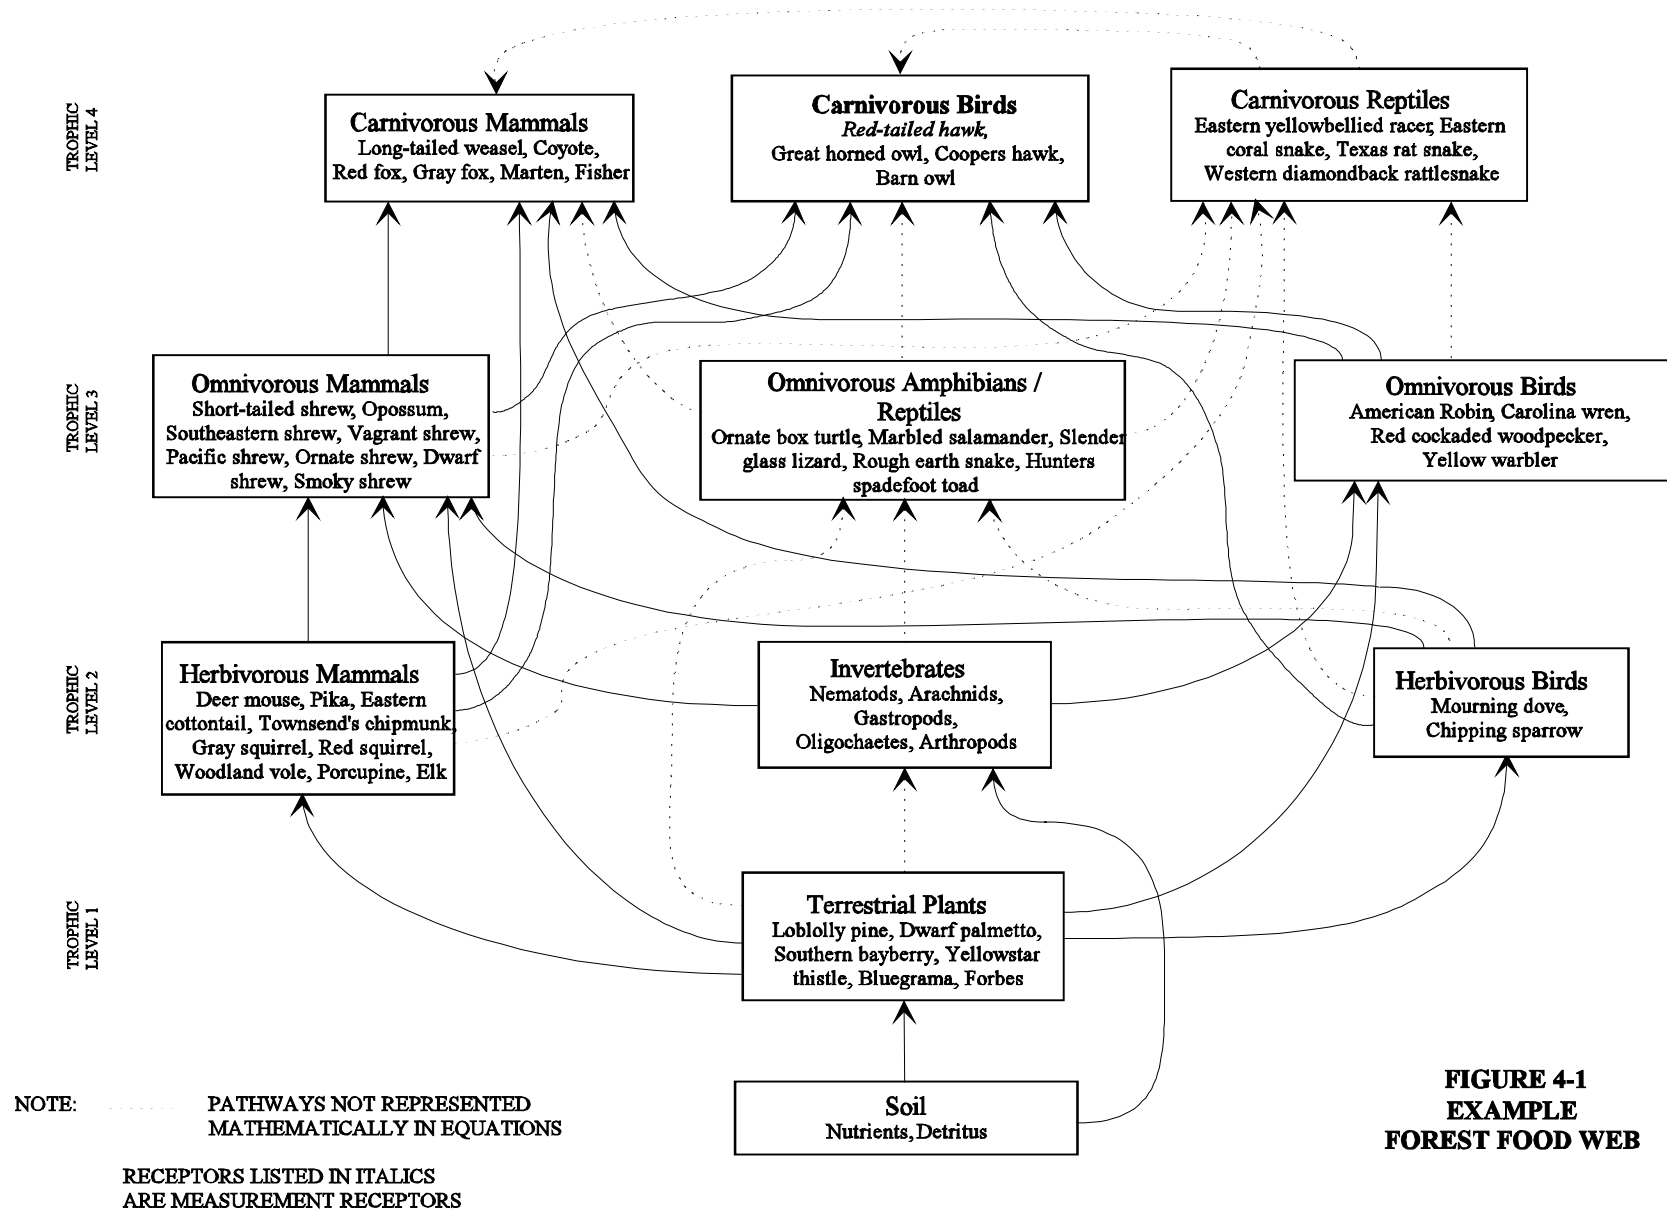 TROPHIC
LEVEL 4
Carnivorous Mammals
Long-tailed weasel, Coyote,
Red fox, Gray fox, Marten, Fisher
Carnivorous Birds
Red-tailed hawk,
Great horned owl, Coopers hawk,
Barn owl
Carnivorous Reptiles
Eastern yellowbellied racer, Eastern
coral snake, Texas rat snake,
Western diamondback rattlesnake
TROPHIC
LEVEL 3
Omnivorous Mammals
Short-tailed shrew, Opossum,
Southeastern shrew, Vagrant shrew,
Pacific shrew, Ornate shrew, Dwarf
shrew, Smoky shrew
Omnivorous Amphibians /
Reptiles
Ornate box turtle, Marbled salamander, Slender
glass lizard, Rough earth snake, Hunters
spadefoot toad
Omnivorous Birds
American Robin, Carolina wren,
Red cockaded woodpecker,
Yellow warbler
TROPHIC
LEVEL 2
Herbivorous Mammals
Deer mouse, Pika, Eastern
cottontail, Townsend's chipmunk,
Gray squirrel, Red squirrel,
Woodland vole, Porcupine, Elk
Invertebrates
Nematods, Arachnids,
Gastropods,
Oligochaetes, Arthropods
Herbivorous Birds
Mourning dove,
Chipping sparrow
TROPHIC
LEVEL 1
Terrestrial Plants
Loblolly pine, Dwarf palmetto,
Southern bayberry, Yellowstar
thistle, Bluegrama, Forbes
Soil
Nutrients, Detritus
NOTE: PATHWAYS NOT REPRESENTED
MATHEMATICALLY IN EQUATIONS
RECEPTORS LISTED IN ITALICS
ARE MEASUREMENT RECEPTORS
FIGURE 4-1
EXAMPLE
FOREST FOOD WEB